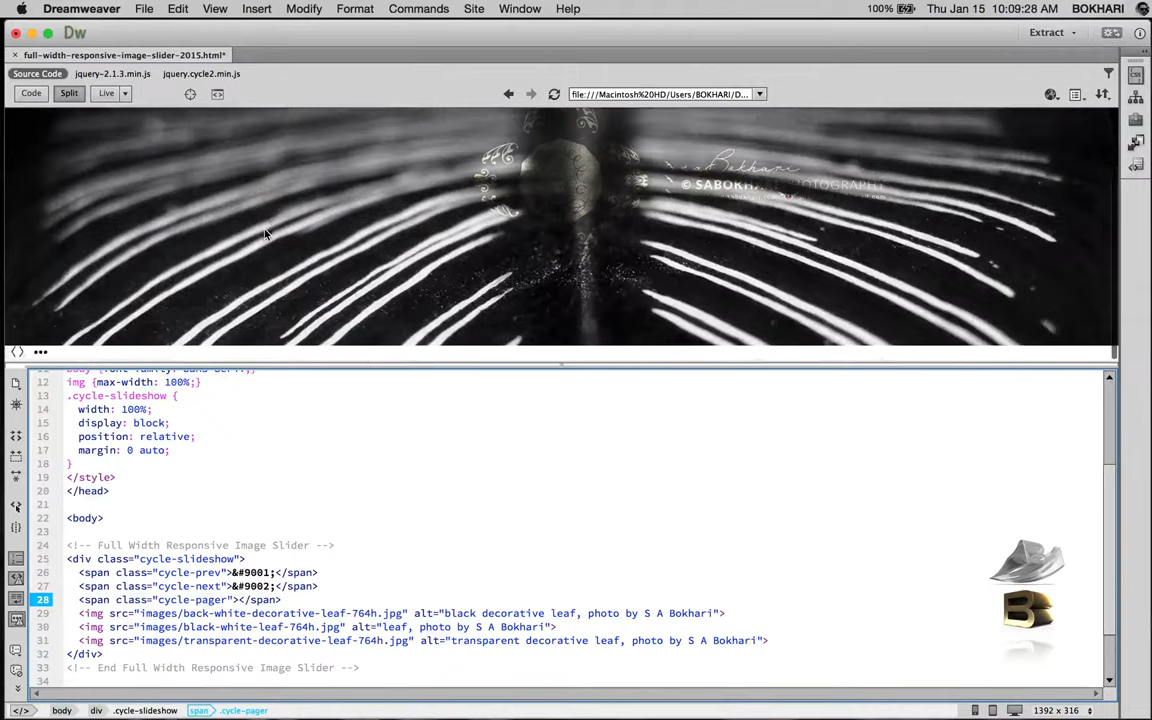 Dreamweaver File Edit View Insert Modify Format Commands Site Window Help 100% Thu Jan 15 10:09:28 AM BOKHARI
Dw Extract
× full-width-responsive-image-slider-2015.html*
Source Code jquery-2.1.3.min.js jquery.cycle2.min.js
Code Split Live file:///Macintosh%20HD/Users/BOKHARI/D...
Bokhari
© SABOKHARI PHOTOGRAPHY
12 img {max-width: 100%;}
13 .cycle-slideshow {
14 width: 100%;
15 display: block;
16 position: relative;
17 margin: 0 auto;
18 }
19 </style>
20 </head>
21
22 <body>
23
24 <!-- Full Width Responsive Image Slider -->
25 <div class="cycle-slideshow">
26 <span class="cycle-prev">&#9001;</span>
27 <span class="cycle-next">&#9002;</span>
28 <span class="cycle-pager"></span>
29 <img src="images/back-white-decorative-leaf-764h.jpg" alt="black decorative leaf, photo by S A Bokhari">
30 <img src="images/black-white-leaf-764h.jpg" alt="leaf, photo by S A Bokhari">
31 <img src="images/transparent-decorative-leaf-764h.jpg" alt="transparent decorative leaf, photo by S A Bokhari">
32 </div>
33 <!-- End Full Width Responsive Image Slider -->
34
B
</> body div .cycle-slideshow span .cycle-pager 1392 x 316